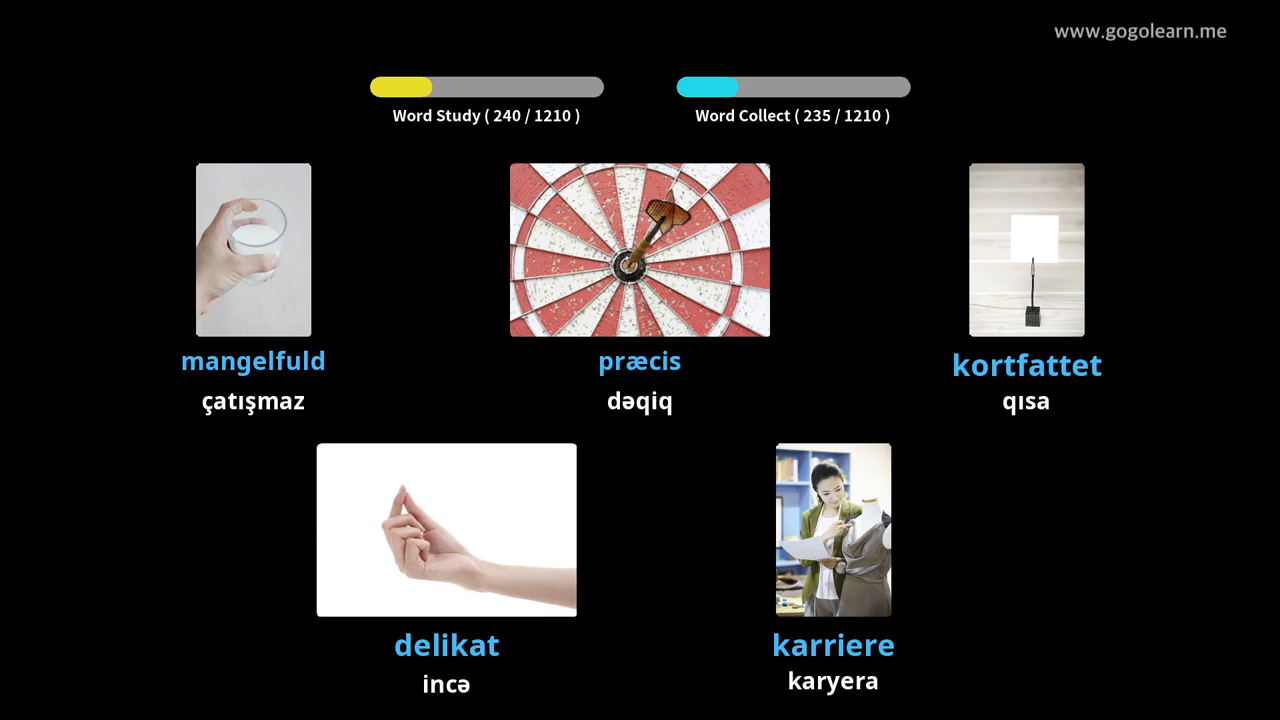 www.gogolearn.me
Word Study ( 240 / 1210 )
Word Collect ( 235 / 1210 )
mangelfuld
præcis
kortfattet
çatışmaz
dəqiq
qısa
delikat
karriere
incə
karyera